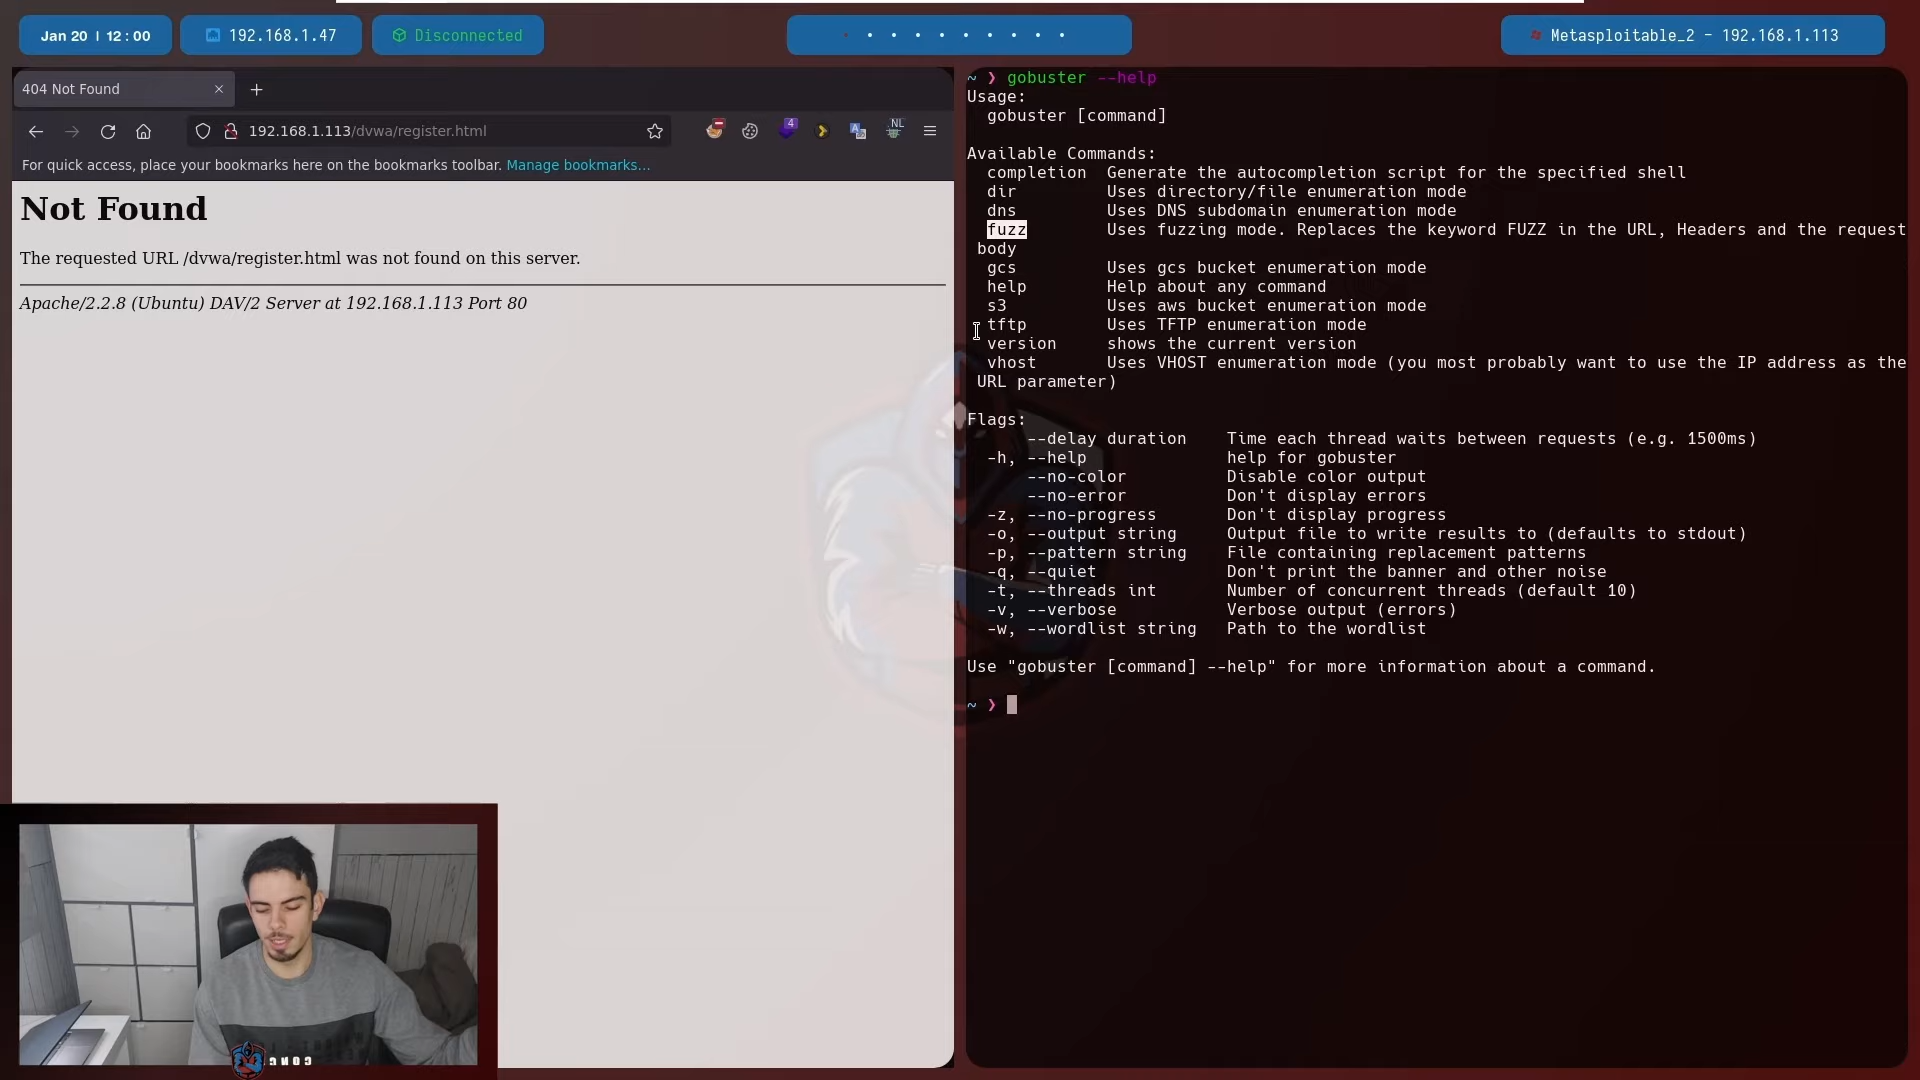 Jan 20 | 12:00
192.168.1.47
Disconnected
Metasploitable_2 - 192.168.1.113
404 Not Found
192.168.1.113/dvwa/register.html
4
NL
For quick access, place your bookmarks here on the bookmarks toolbar. Manage bookmarks...
Not Found
The requested URL /dvwa/register.html was not found on this server.
Apache/2.2.8 (Ubuntu) DAV/2 Server at 192.168.1.113 Port 80
~ ❯ gobuster --help
Usage:
gobuster [command]
Available Commands:
completion Generate the autocompletion script for the specified shell
dir Uses directory/file enumeration mode
dns Uses DNS subdomain enumeration mode
fuzz Uses fuzzing mode. Replaces the keyword FUZZ in the URL, Headers and the request
body
gcs Uses gcs bucket enumeration mode
help Help about any command
s3 Uses aws bucket enumeration mode
tftp Uses TFTP enumeration mode
version shows the current version
vhost Uses VHOST enumeration mode (you most probably want to use the IP address as the
URL parameter)
Flags:
--delay duration Time each thread waits between requests (e.g. 1500ms)
-h, --help help for gobuster
--no-color Disable color output
--no-error Don't display errors
-z, --no-progress Don't display progress
-o, --output string Output file to write results to (defaults to stdout)
-p, --pattern string File containing replacement patterns
-q, --quiet Don't print the banner and other noise
-t, --threads int Number of concurrent threads (default 10)
-v, --verbose Verbose output (errors)
-w, --wordlist string Path to the wordlist
Use "gobuster [command] --help" for more information about a command.
~ ❯